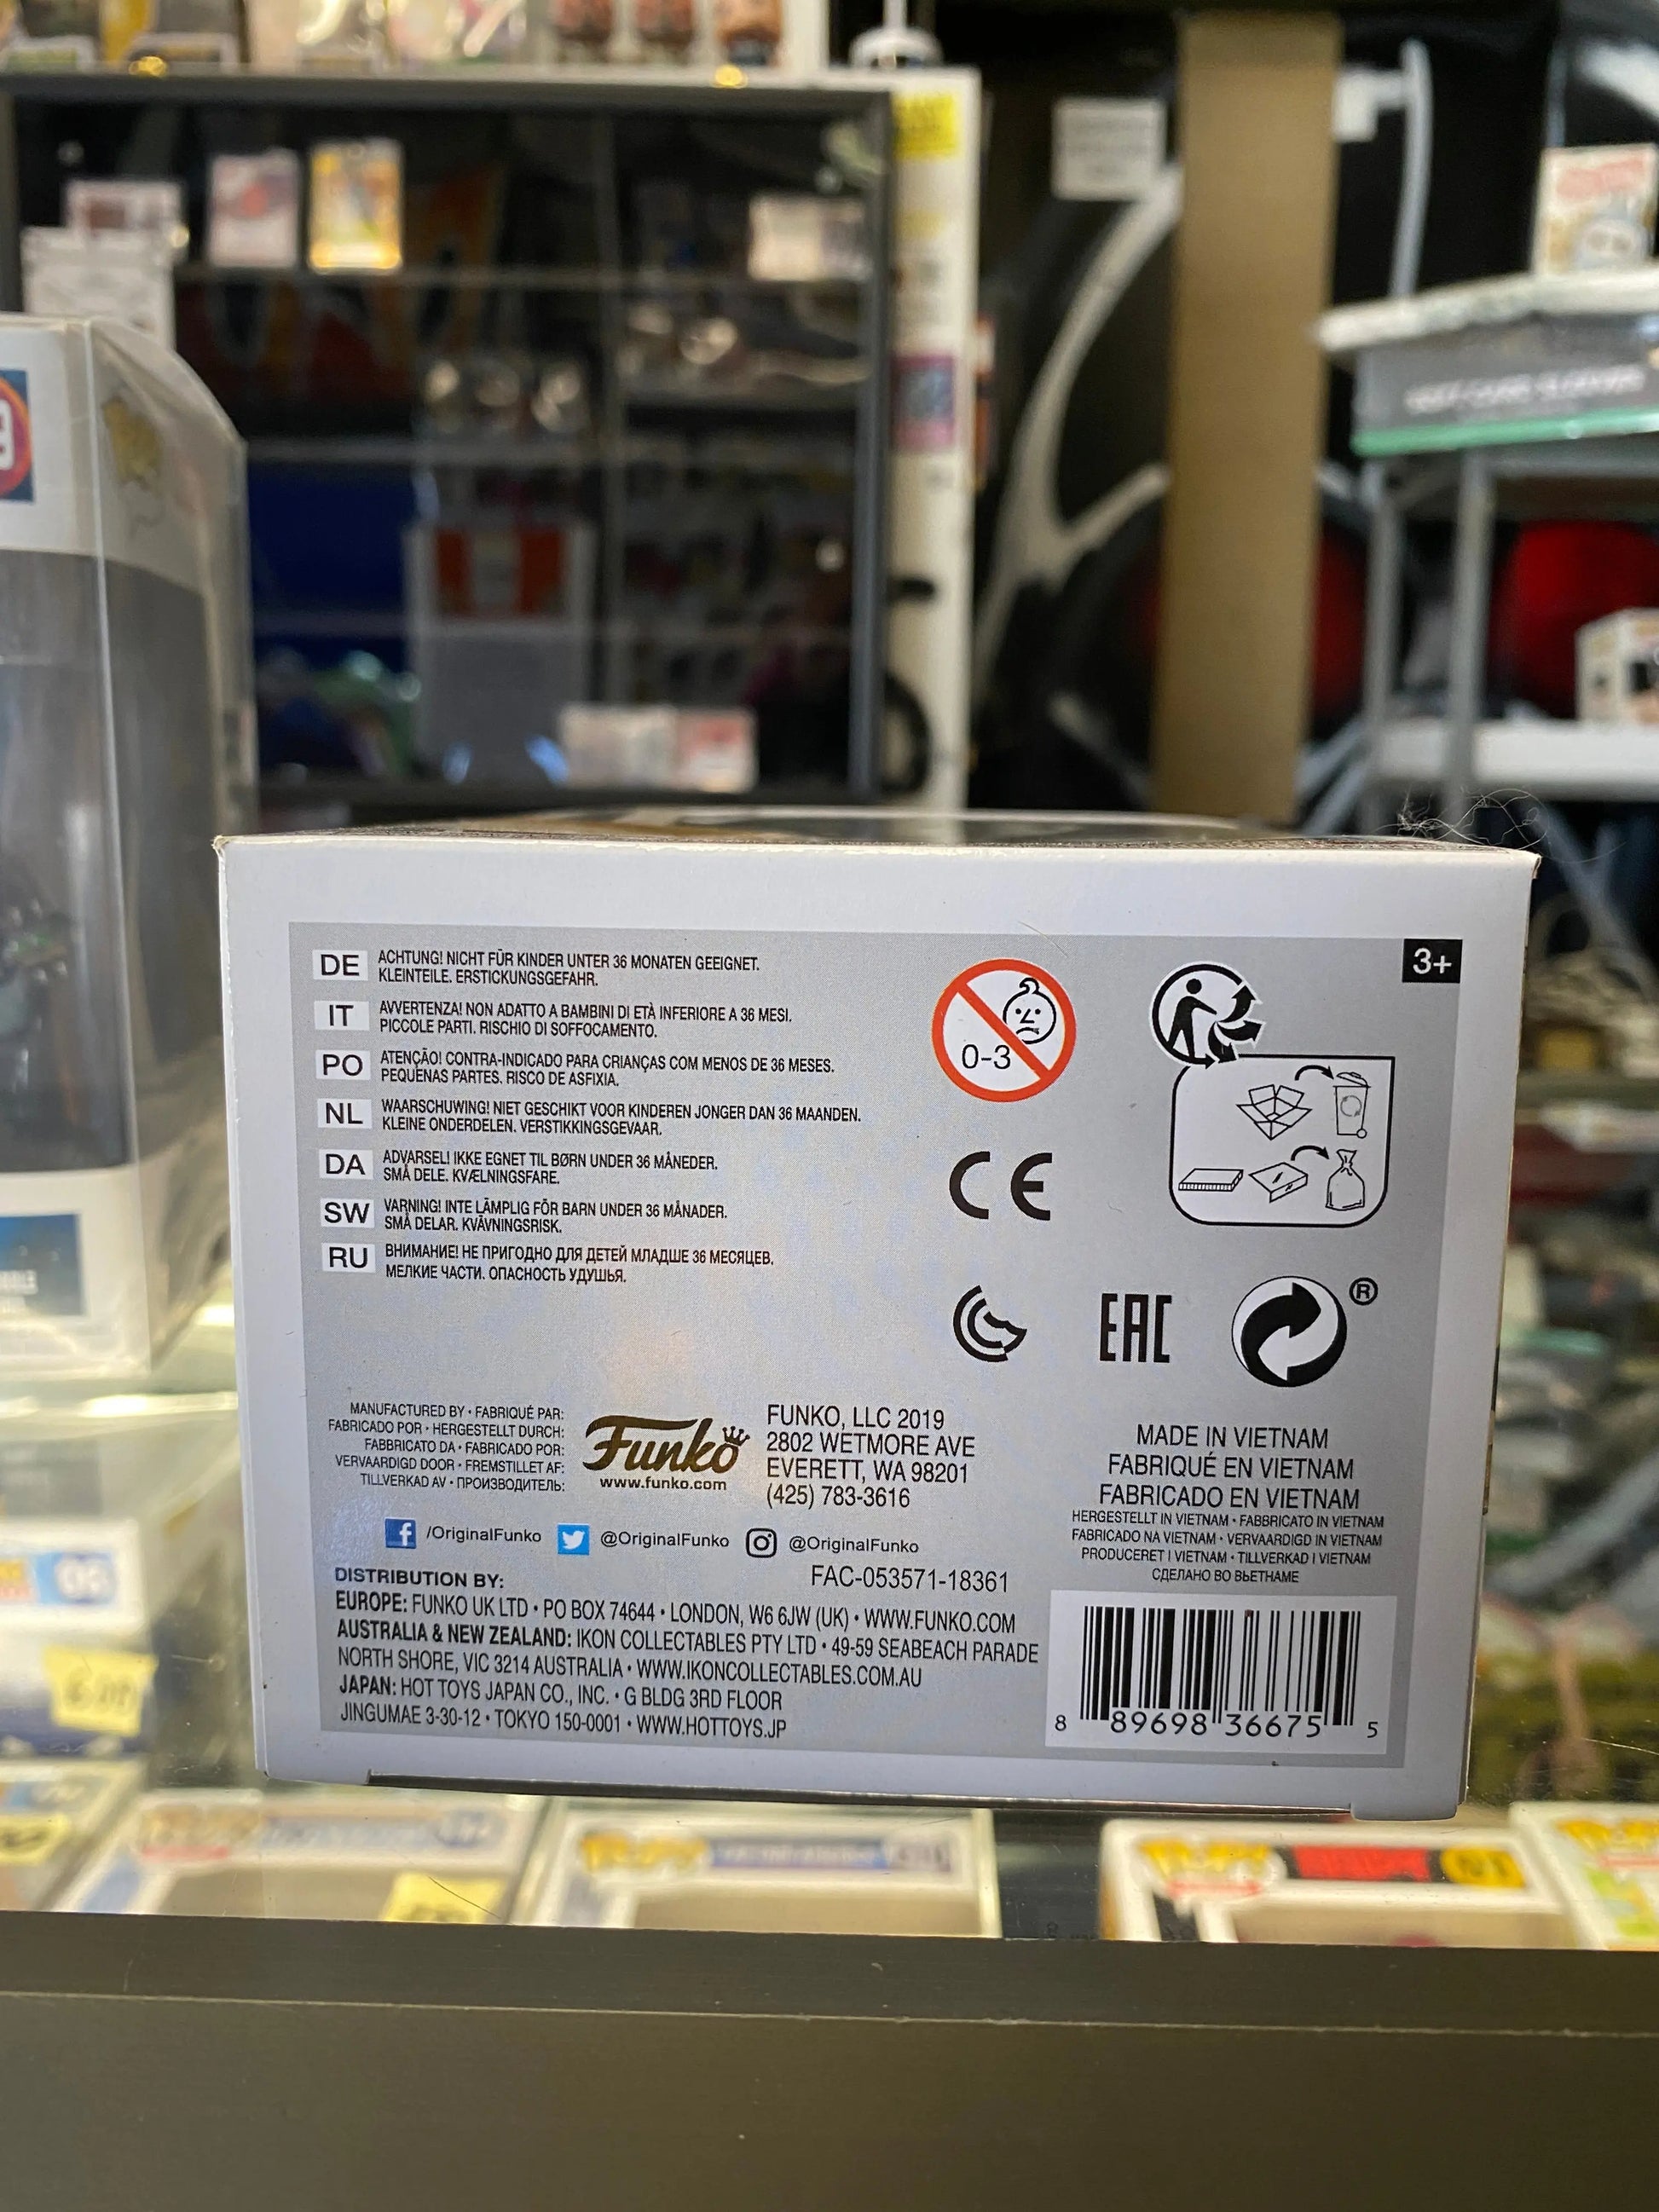 3+
DE
ACHTUNG! NICHT FÜR KINDER UNTER 36 MONATEN GEEIGNET.
KLEINTEILE. ERSTICKUNGSGEFAHR.
IT
AVVERTENZA! NON ADATTO A BAMBINI DI ETÀ INFERIORE A 36 MESI.
PICCOLE PARTI. RISCHIO DI SOFFOCAMENTO.
PO
ATENÇÃO! CONTRA-INDICADO PARA CRIANÇAS COM MENOS DE 36 MESES.
PEQUENAS PARTES. RISCO DE ASFIXIA.
NL
WAARSCHUWING! NIET GESCHIKT VOOR KINDEREN JONGER DAN 36 MAANDEN.
KLEINE ONDERDELEN. VERSTIKKINGSGEVAAR.
DA
ADVARSEL! IKKE EGNET TIL BØRN UNDER 36 MÅNEDER.
SMÅ DELE. KVÆLNINGSFARE.
SW
VARNING! INTE LÄMPLIG FÖR BARN UNDER 36 MÅNADER.
SMÅ DELAR. KVÄVNINGSRISK.
RU
ВНИМАНИЕ! НЕ ПРИГОДНО ДЛЯ ДЕТЕЙ МЛАДШЕ 36 МЕСЯЦЕВ.
МЕЛКИЕ ЧАСТИ. ОПАСНОСТЬ УДУШЬЯ.
0-3
CE
EAC
®
MANUFACTURED BY • FABRIQUÉ PAR:
FABRICADO POR • HERGESTELLT DURCH:
FABBRICATO DA • FABRICADO POR:
VERVAARDIGD DOOR • FREMSTILLET AF:
TILLVERKAD AV • ПРОИЗВОДИТЕЛЬ:
Funko
www.funko.com
FUNKO, LLC 2019
2802 WETMORE AVE
EVERETT, WA 98201
(425) 783-3616
/OriginalFunko @OriginalFunko @OriginalFunko
FAC-053571-18361
DISTRIBUTION BY:
EUROPE: FUNKO UK LTD • PO BOX 74644 • LONDON, W6 6JW (UK) • WWW.FUNKO.COM
AUSTRALIA & NEW ZEALAND: IKON COLLECTABLES PTY LTD • 49-59 SEABEACH PARADE
NORTH SHORE, VIC 3214 AUSTRALIA • WWW.IKONCOLLECTABLES.COM.AU
JAPAN: HOT TOYS JAPAN CO., INC. • G BLDG 3RD FLOOR
JINGUMAE 3-30-12 • TOKYO 150-0001 • WWW.HOTTOYS.JP
MADE IN VIETNAM
FABRIQUÉ EN VIETNAM
FABRICADO EN VIETNAM
HERGESTELLT IN VIETNAM • FABBRICATO IN VIETNAM
FABRICADO NA VIETNAM • VERVAARDIGD IN VIETNAM
PRODUCERET I VIETNAM • TILLVERKAD I VIETNAM
СДЕЛАНО ВО ВЬЕТНАМЕ
8 89698 36675 5